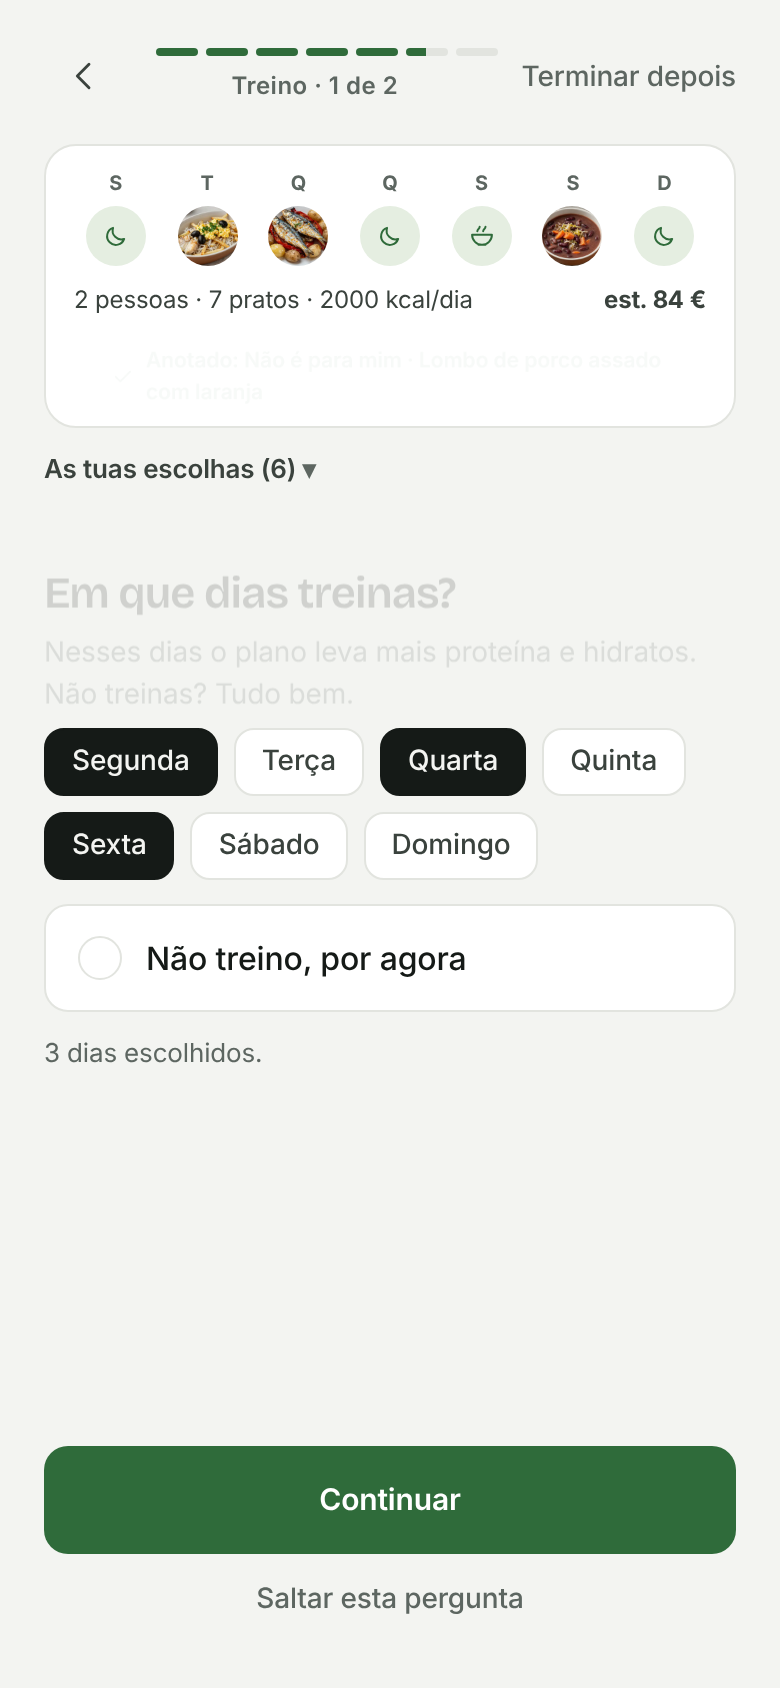 Treino · 1 de 2
Terminar depois
S T Q Q S S D
2 pessoas · 7 pratos · 2000 kcal/dia
est. 84 €
Anotado: Não é para mim · Lombo de porco assado
com laranja
As tuas escolhas (6) ▾
Em que dias treinas?
Nesses dias o plano leva mais proteína e hidratos.
Não treinas? Tudo bem.
Segunda Terça Quarta Quinta
Sexta Sábado Domingo
Não treino, por agora
3 dias escolhidos.
Continuar
Saltar esta pergunta